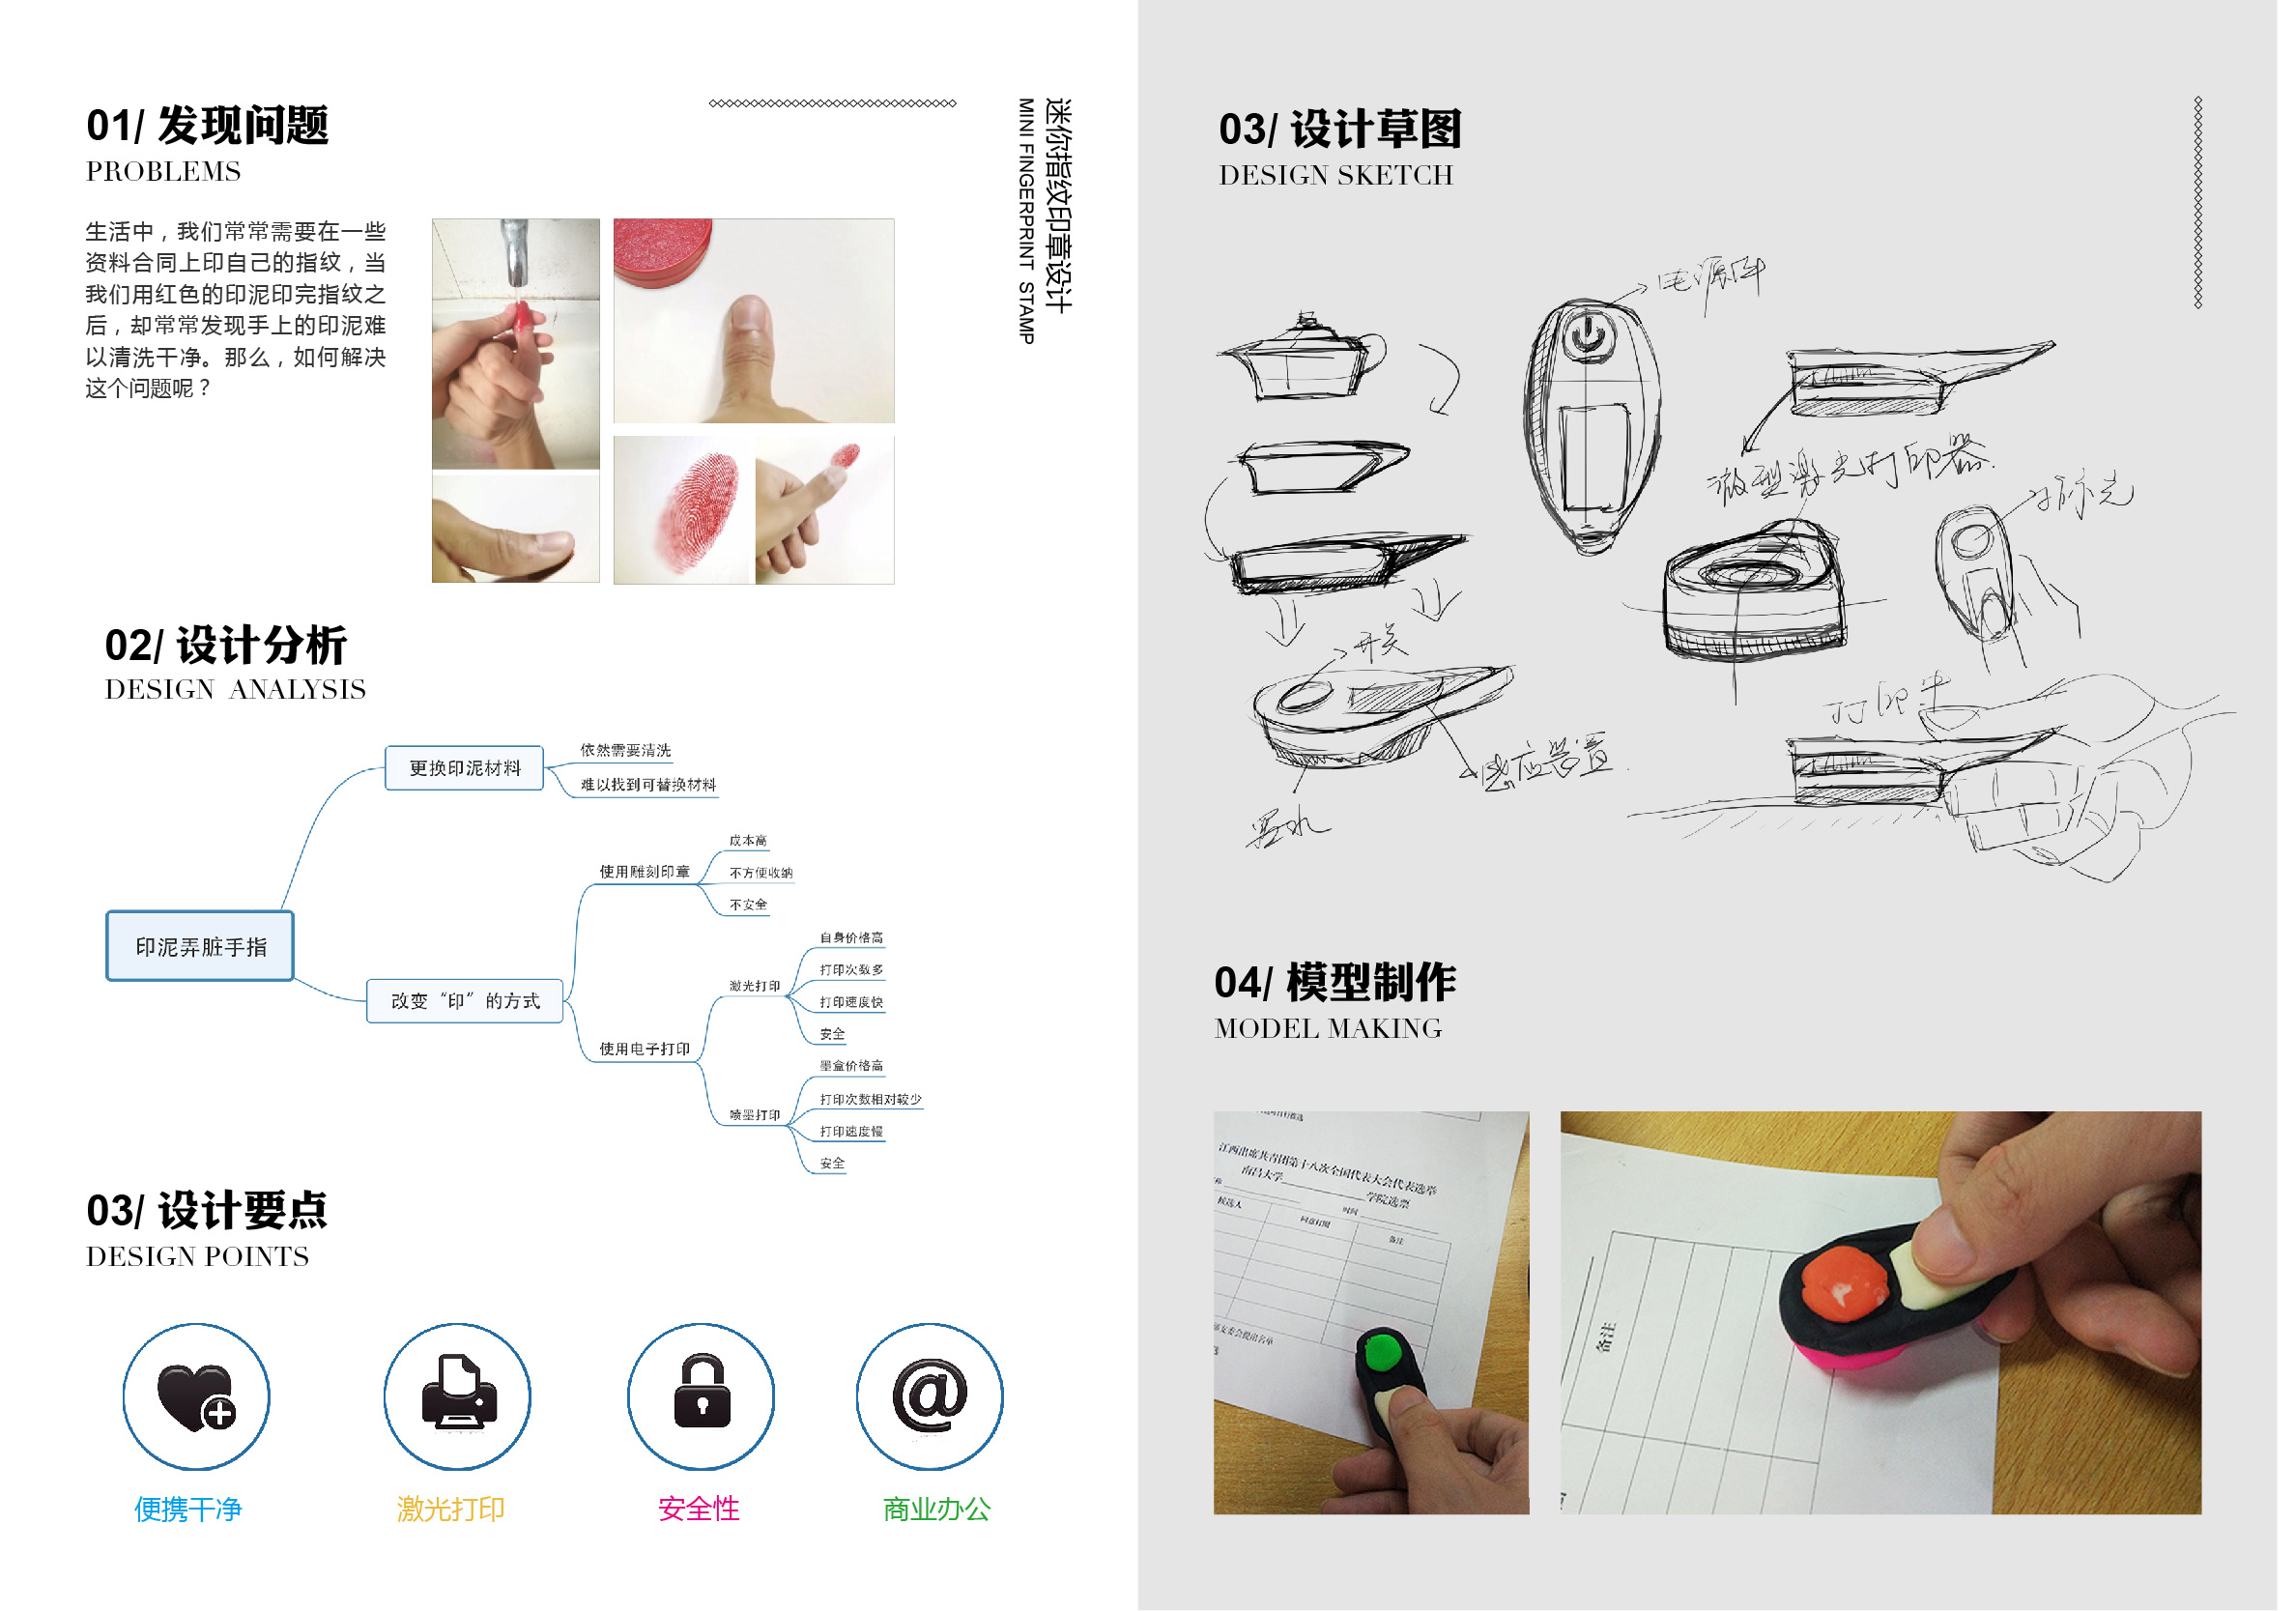 01/ 发现问题
PROBLEMS
生活中，我们常常需要在一些
资料合同上印自己的指纹，当
我们用红色的印泥印完指纹之
后，却常常发现手上的印泥难
以清洗干净。那么，如何解决
这个问题呢？
迷你指纹印章设计
MINI FINGERPRINT STAMP
02/ 设计分析
DESIGN ANALYSIS
印泥弄脏手指
更换印泥材料
依然需要清洗
难以找到可替换材料
改变“印”的方式
使用雕刻印章
成本高
不方便收纳
不安全
使用电子打印
激光打印
自身价格高
打印次数多
打印速度快
安全
喷墨打印
墨盒价格高
打印次数相对较少
打印速度慢
安全
03/ 设计要点
DESIGN POINTS
便携干净
激光打印
安全性
商业办公
03/ 设计草图
DESIGN SKETCH
微型激光打印器
开关
感应装置
墨水
打印中
04/ 模型制作
MODEL MAKING
江西出席共青团第十八次全国代表大会代表选举
南昌大学 学院选票
时间
候选人
同意打圈
备注
备注